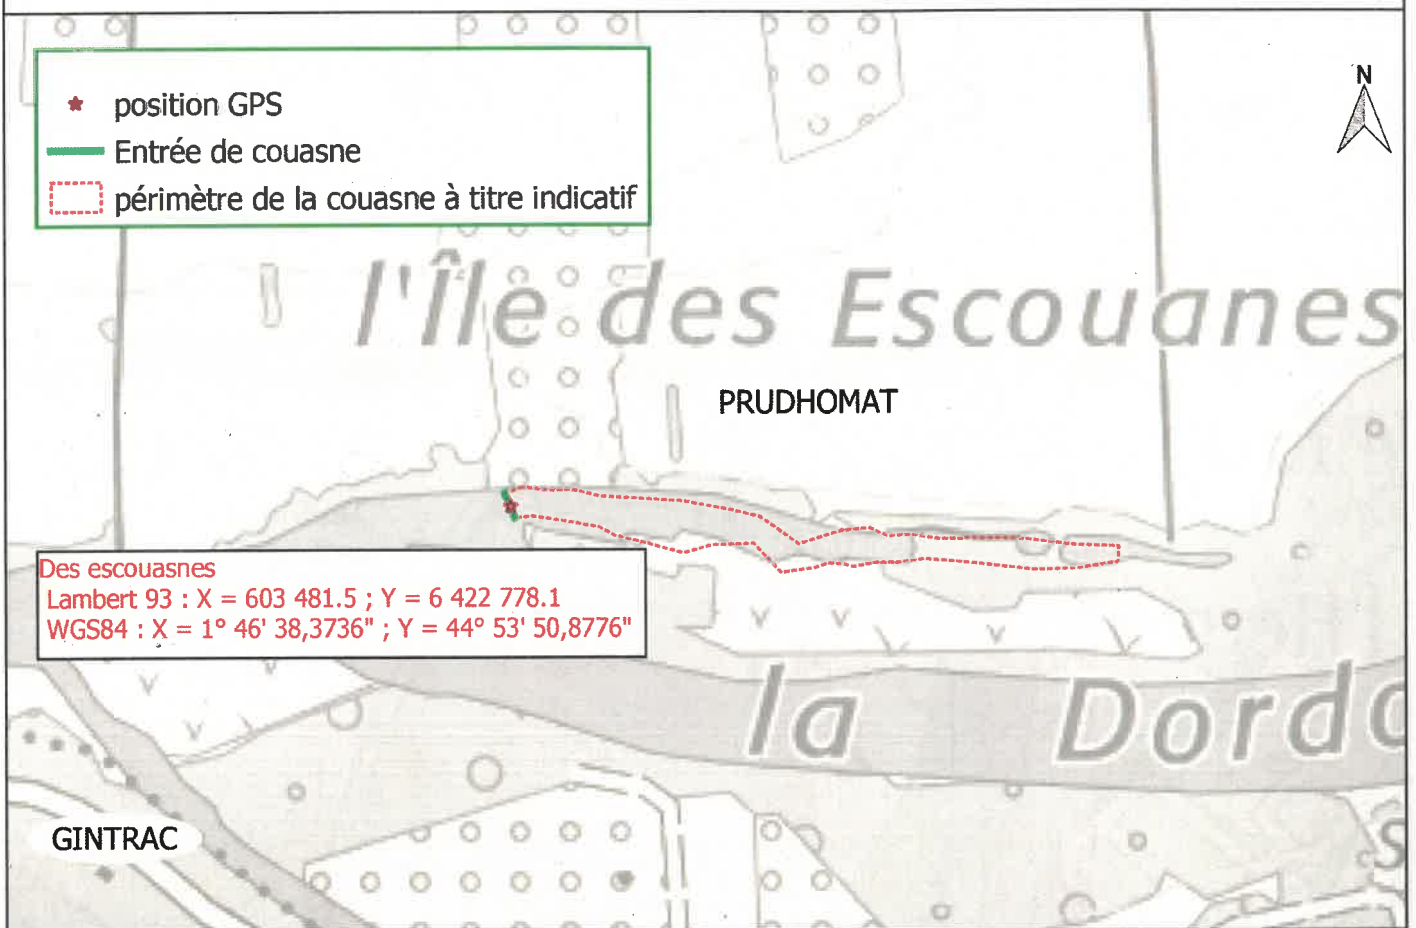 N
position GPS
Entrée de couasne
périmètre de la couasne à titre indicatif
l'Île des Escouanes
PRUDHOMAT
Des escouasnes
Lambert 93 : X = 603 481.5 ; Y = 6 422 778.1
WGS84 : X = 1° 46' 38,3736" ; Y = 44° 53' 50,8776"
la Dordo
GINTRAC
s